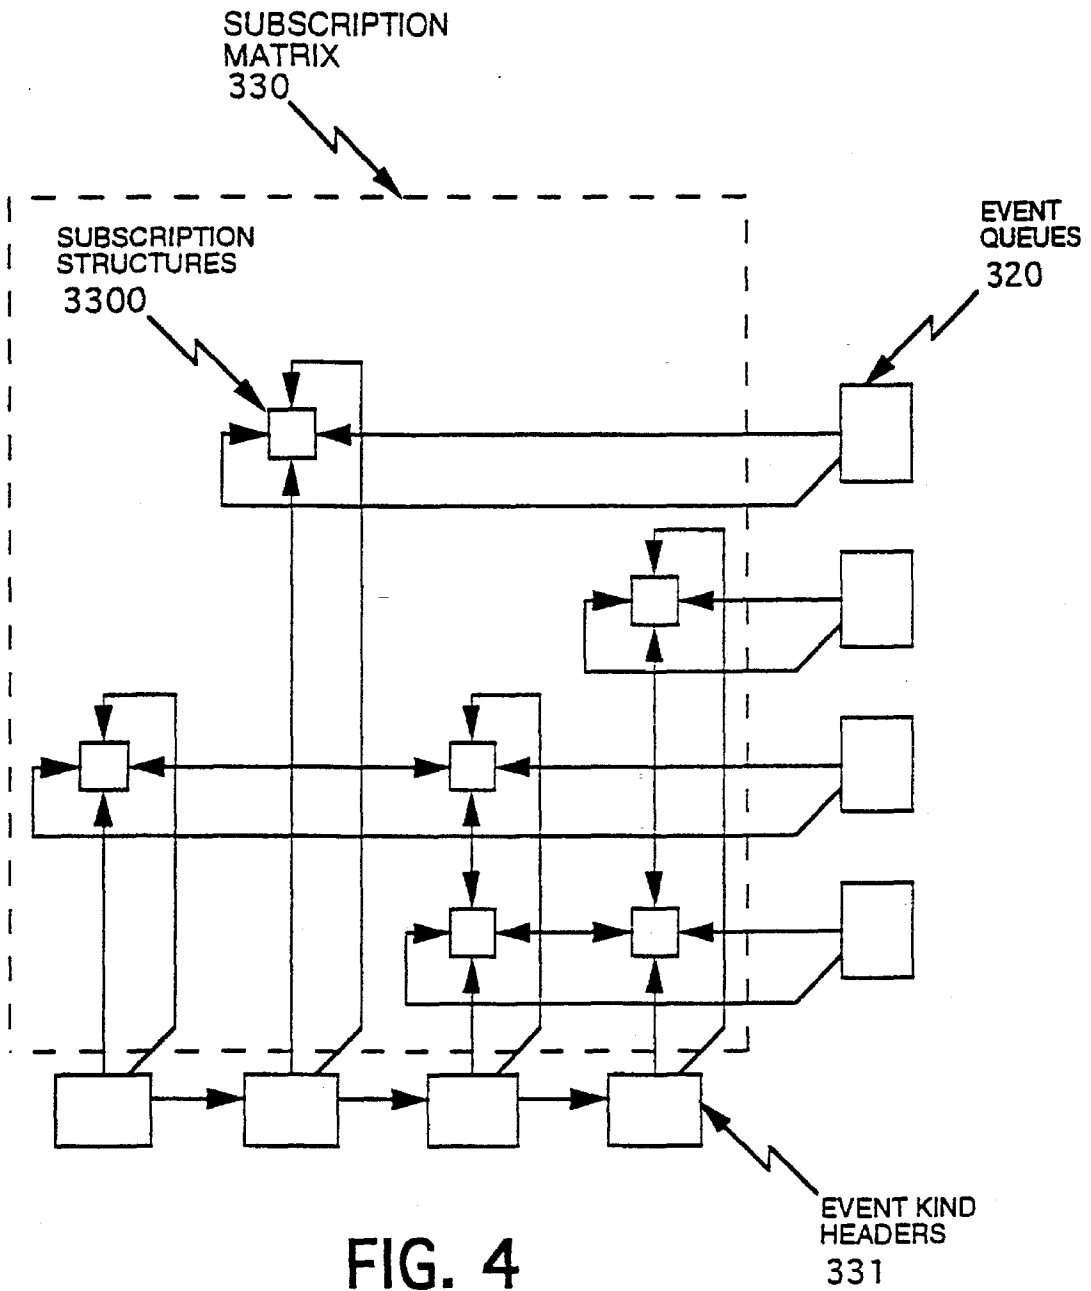 SUBSCRIPTION
MATRIX
330
SUBSCRIPTION
STRUCTURES
3300
EVENT
QUEUES
320
EVENT KIND
HEADERS
331
FIG. 4